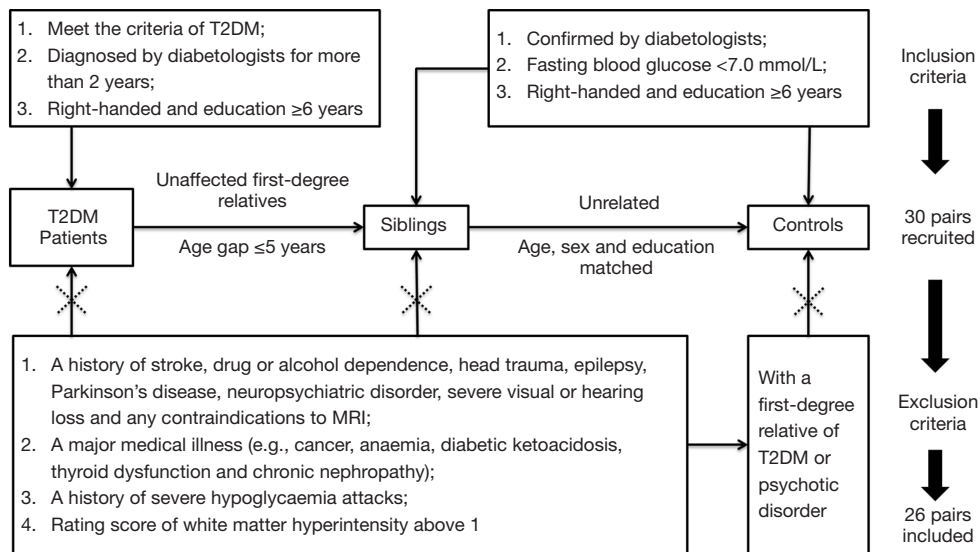 1. Meet the criteria of T2DM;
2. Diagnosed by diabetologists for more
than 2 years;
3. Right-handed and education ≥6 years
1. Confirmed by diabetologists;
2. Fasting blood glucose <7.0 mmol/L;
3. Right-handed and education ≥6 years
Inclusion
criteria
T2DM
Patients
Unaffected first-degree
relatives
Age gap ≤5 years
Siblings
Unrelated
Age, sex and education
matched
Controls
30 pairs
recruited
1. A history of stroke, drug or alcohol dependence, head trauma, epilepsy,
Parkinson’s disease, neuropsychiatric disorder, severe visual or hearing
loss and any contraindications to MRI;
2. A major medical illness (e.g., cancer, anaemia, diabetic ketoacidosis,
thyroid dysfunction and chronic nephropathy);
3. A history of severe hypoglycaemia attacks;
4. Rating score of white matter hyperintensity above 1
With a
first-degree
relative of
T2DM or
psychotic
disorder
Exclusion
criteria
26 pairs
included